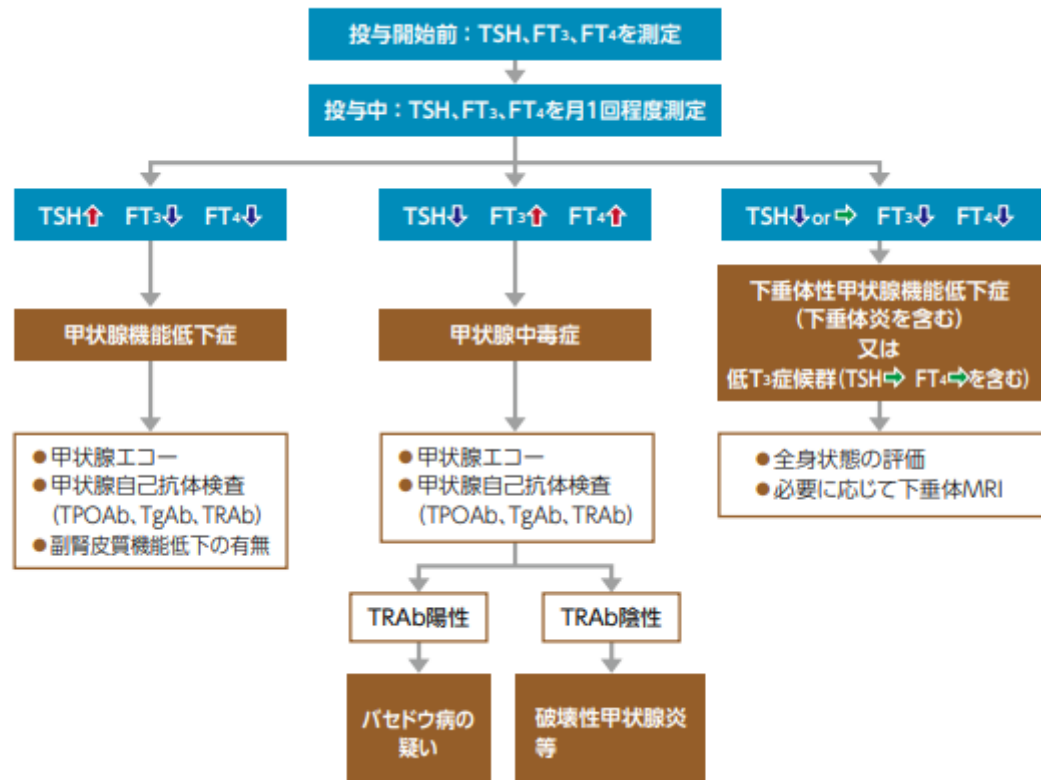 投与開始前：TSH、FT₃、FT₄を測定
投与中：TSH、FT₃、FT₄を月1回程度測定
TSH⬆ FT₃⬇ FT₄⬇
甲状腺機能低下症
●甲状腺エコー
●甲状腺自己抗体検査
(TPOAb、TgAb、TRAb)
●副腎皮質機能低下の有無
TSH⬇ FT₃⬆ FT₄⬆
甲状腺中毒症
●甲状腺エコー
●甲状腺自己抗体検査
(TPOAb、TgAb、TRAb)
TRAb陽性
バセドウ病の
疑い
TRAb陰性
破壊性甲状腺炎
等
TSH⬇or➡ FT₃⬇ FT₄⬇
下垂体性甲状腺機能低下症
(下垂体炎を含む)
又は
低T₃症候群(TSH➡ FT₄➡を含む)
●全身状態の評価
●必要に応じて下垂体MRI